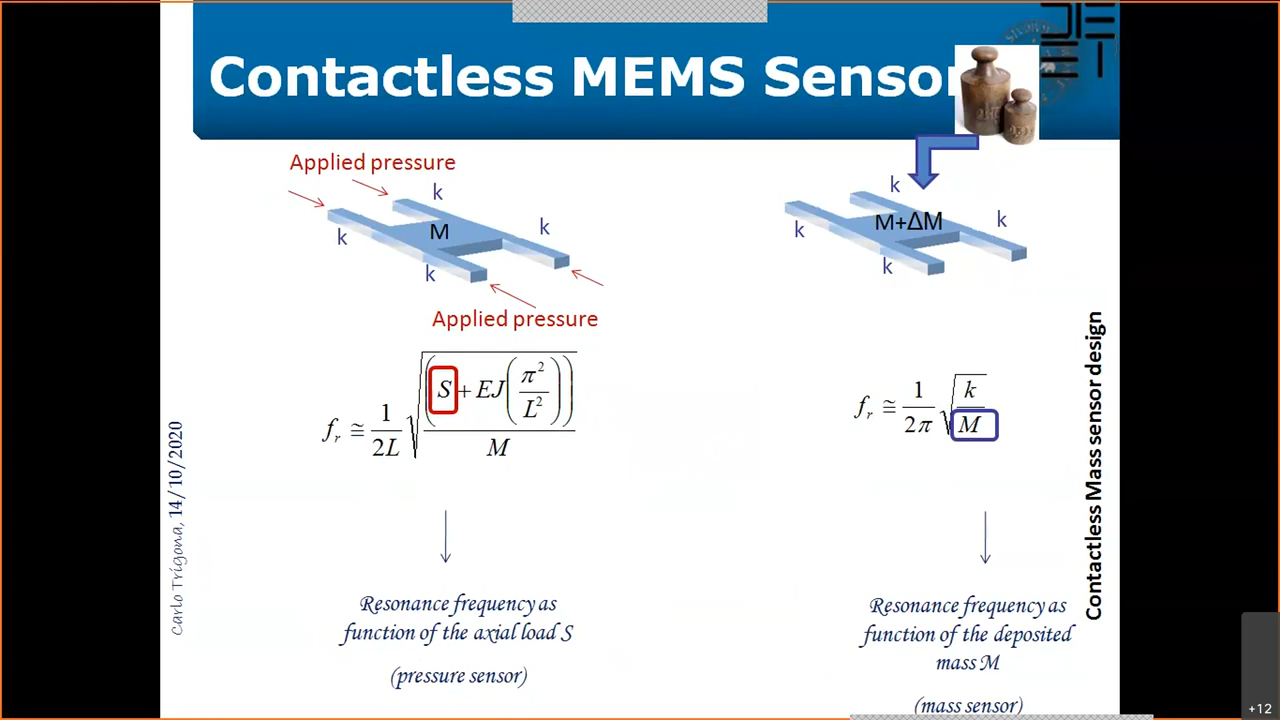 Contactless MEMS Sensor
Applied pressure
k
k
M
k
k
Applied pressure
k
M+ΔM
k
k
k
f_r ≅ 1/2L √((S + EJ(π²/L²))/M)
f_r ≅ 1/2π √(k/M)
Resonance frequency as
function of the axial load S
(pressure sensor)
Resonance frequency as
function of the deposited
mass M
(mass sensor)
Carlo Trigona, 14/10/2020
Contactless Mass sensor design
+12